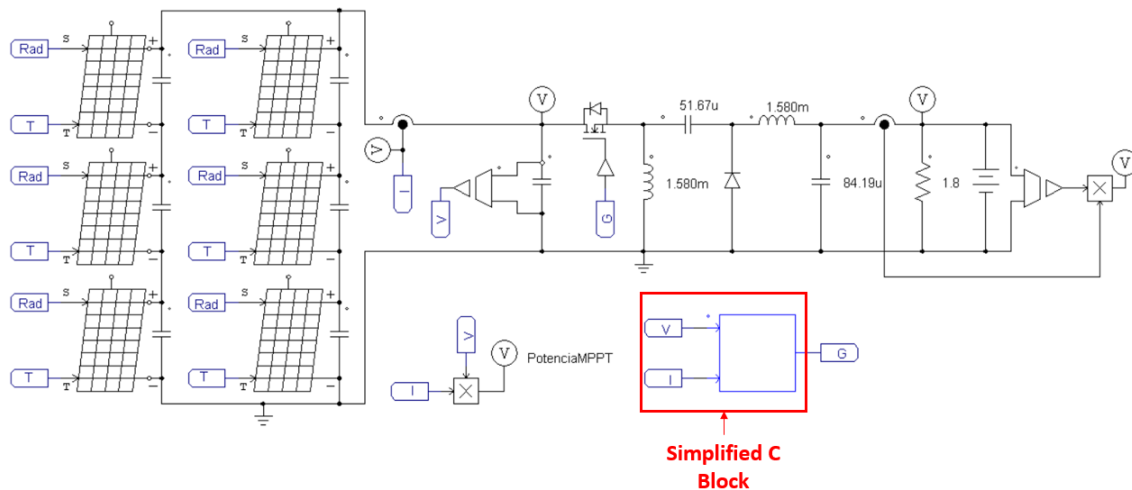 Rad S + Rad S +
T T − T T −
Rad S + Rad S +
T T − T T −
Rad S + Rad S +
T T − T T −
V
I
V
V
G
1.580m
51.67u
1.580m
84.19u
V
1.8
V
V
I
V
PotenciaMPPT
V
I
G
Simplified C
Block